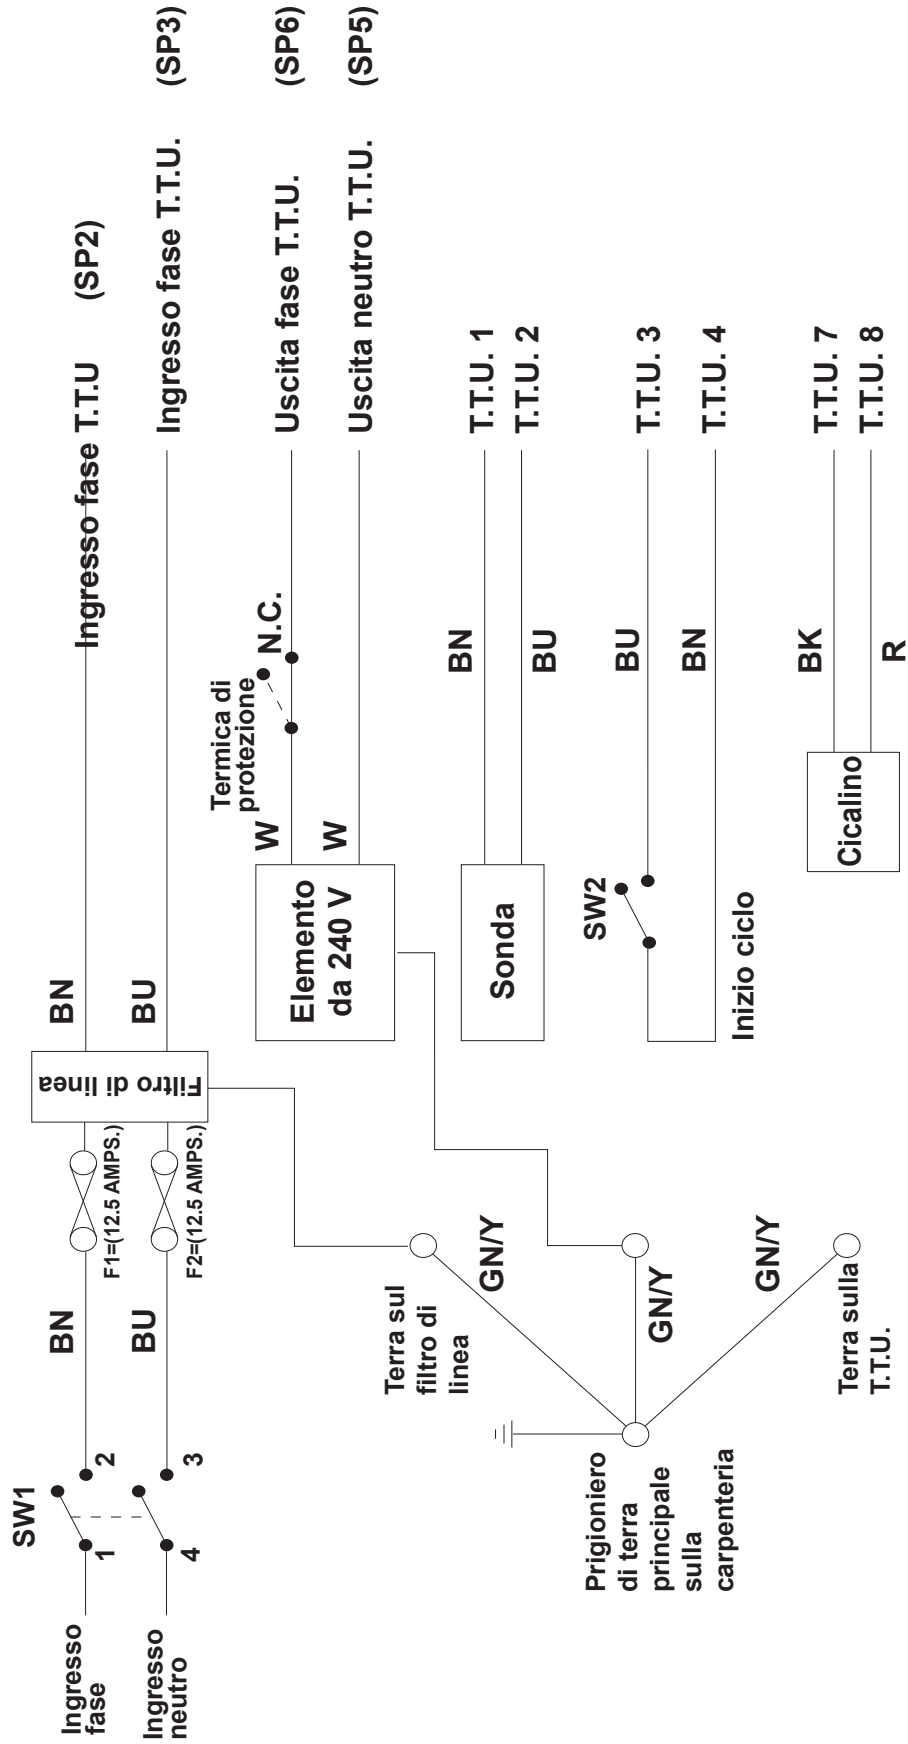 Ingresso
fase
SW1
1
2
BN
F1=(12.5 AMPS.)
Filtro di linea
BN
Ingresso fase T.T.U
(SP2)
Ingresso
neutro
4
3
BU
F2=(12.5 AMPS.)
BU
Ingresso fase T.T.U.
(SP3)
Elemento
da 240 V
W
W
Termica di
protezione
N.C.
Uscita fase T.T.U.
(SP6)
Uscita neutro T.T.U.
(SP5)
Terra sul
filtro di
linea
GN/Y
Sonda
BN
BU
T.T.U. 1
T.T.U. 2
Prigioniero
di terra
principale
sulla
carpenteria
GN/Y
SW2
Inizio ciclo
BU
BN
T.T.U. 3
T.T.U. 4
Terra sulla
T.T.U.
GN/Y
Cicalino
BK
R
T.T.U. 7
T.T.U. 8